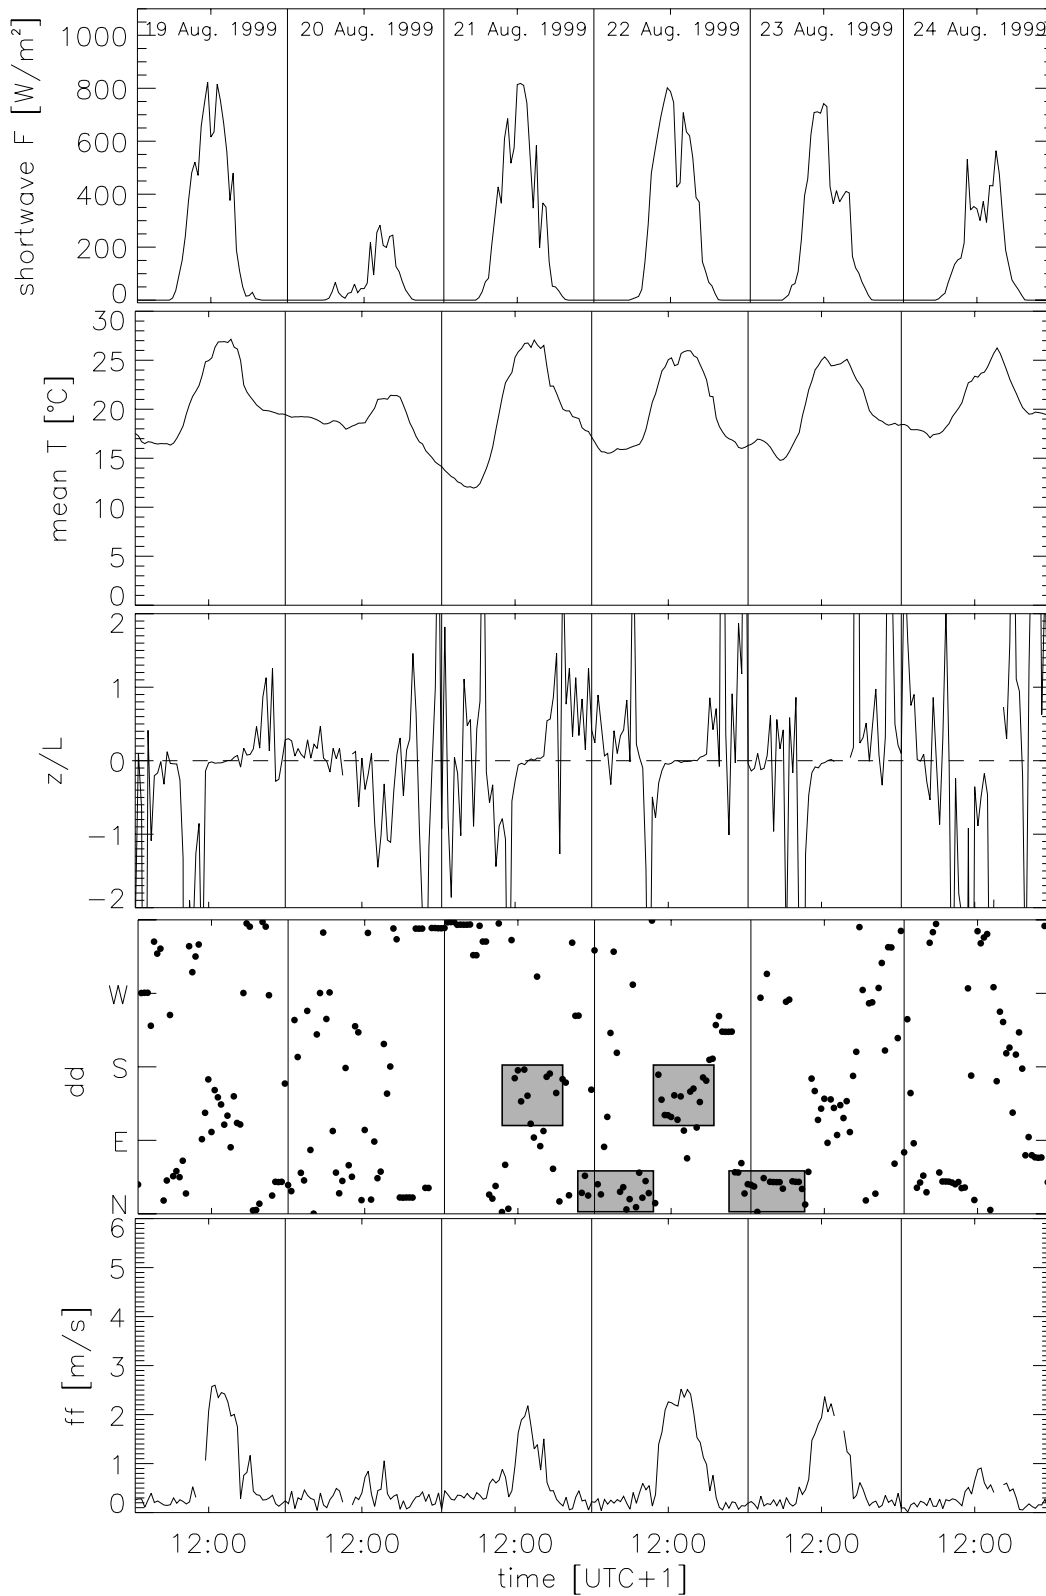 19 Aug. 1999 20 Aug. 1999 21 Aug. 1999 22 Aug. 1999 23 Aug. 1999 24 Aug. 1999
shortwave F [W/m²]
1000
800
600
400
200
0
mean T [°C]
30
25
20
15
10
5
0
z/L
2
1
0
-1
-2
dd
W
S
E
N
ff [m/s]
6
5
4
3
2
1
0
12:00 12:00 12:00 12:00 12:00 12:00
time [UTC+1]